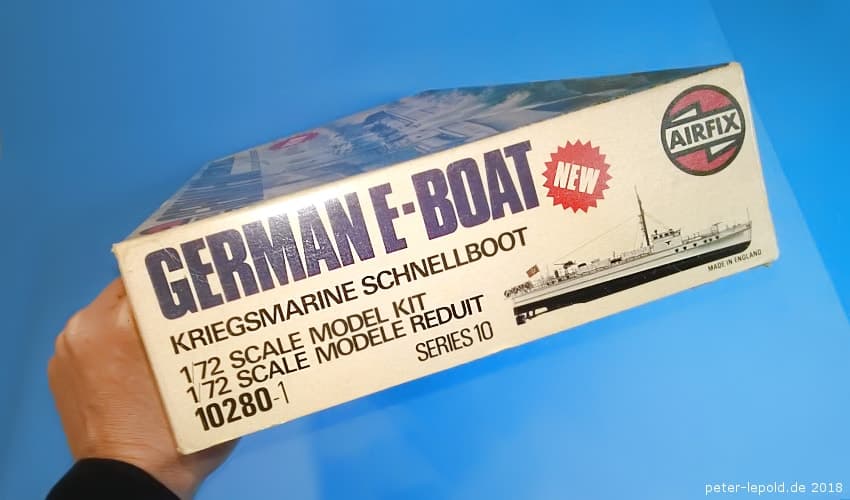 GERMAN E-BOAT
NEW
AIRFIX
KRIEGSMARINE SCHNELLBOOT
1/72 SCALE MODEL KIT
1/72 SCALE MODELE REDUIT
10280-1
SERIES 10
MADE IN ENGLAND
peter-lepold.de 2018